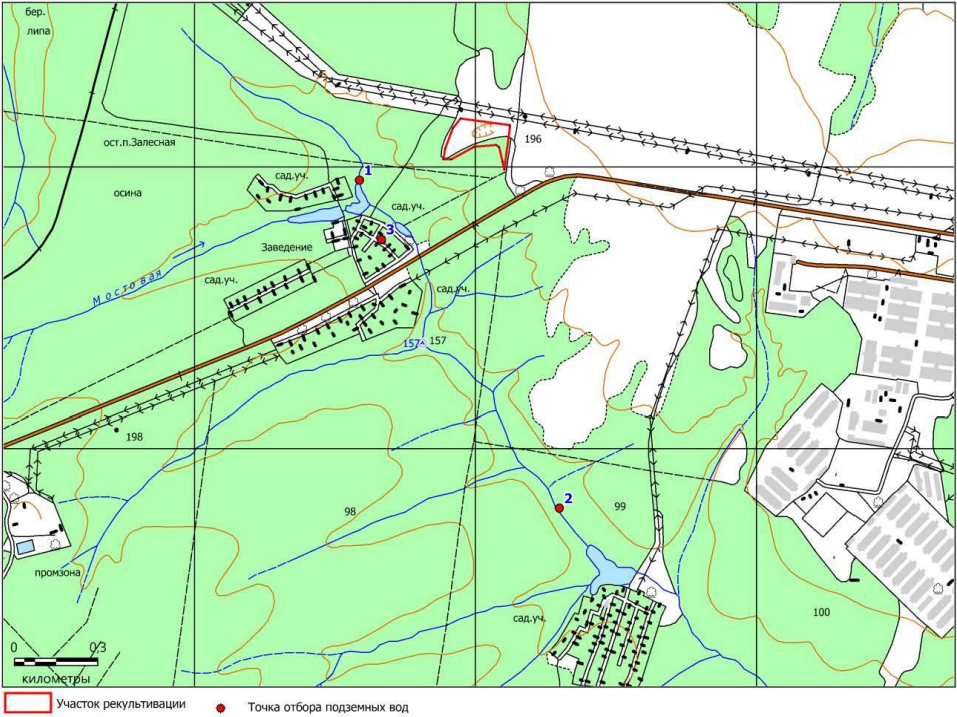 бер.
липа
ост.п.Залесная
196
1
сад.уч.
осина
сад.уч.
3
Заведение
Мостовая
сад.уч.
сад.уч.
157 157
198
2
98
99
промзона
100
сад.уч.
0 0,3
километры
Участок рекультивации
Точка отбора подземных вод